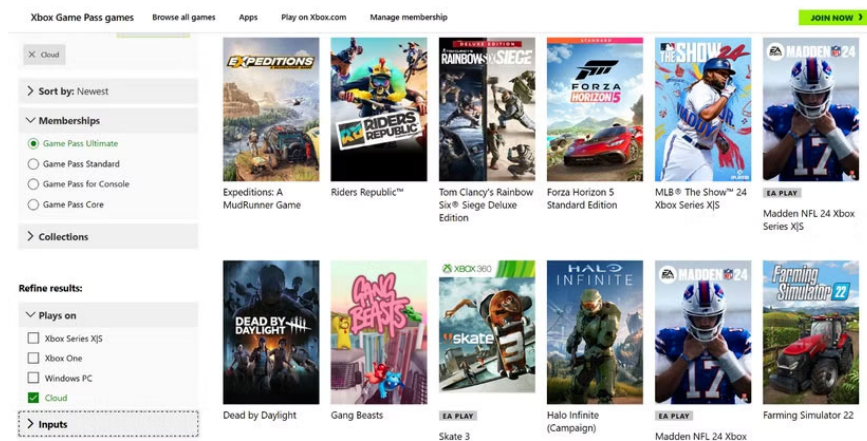 Xbox Game Pass games
Browse all games
Apps
Play on Xbox.com
Manage membership
JOIN NOW
Cloud
Sort by: Newest
Memberships
Game Pass Ultimate
Game Pass Standard
Game Pass for Console
Game Pass Core
Collections
Refine results:
Plays on
Xbox Series X|S
Xbox One
Windows PC
Cloud
Inputs
EXPEDITIONS
Expeditions: A
MudRunner Game
RIDERS
REPUBLIC
Riders Republic™
DELUXE EDITION
RAINBOW SIX SIEGE
Tom Clancy's Rainbow
Six® Siege Deluxe
Edition
STANDARD
FORZA
HORIZON 5
Forza Horizon 5
Standard Edition
THE SHOW 24
MLB® The Show™ 24
Xbox Series X|S
EA MADDEN NFL 24
17
EA PLAY
Madden NFL 24 Xbox
Series X|S
DEAD BY
DAYLIGHT
Dead by Daylight
GANG
BEASTS
Gang Beasts
XBOX 360
skate 3
EA PLAY
Skate 3
HALO
INFINITE
Halo Infinite
(Campaign)
EA MADDEN NFL 24
17
EA PLAY
Madden NFL 24 Xbox
Farming
Simulator 22
Farming Simulator 22